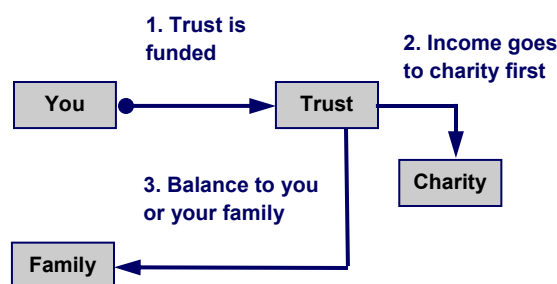 1. Trust is
funded
2. Income goes
to charity first
You
Trust
Charity
3. Balance to you
or your family
Family